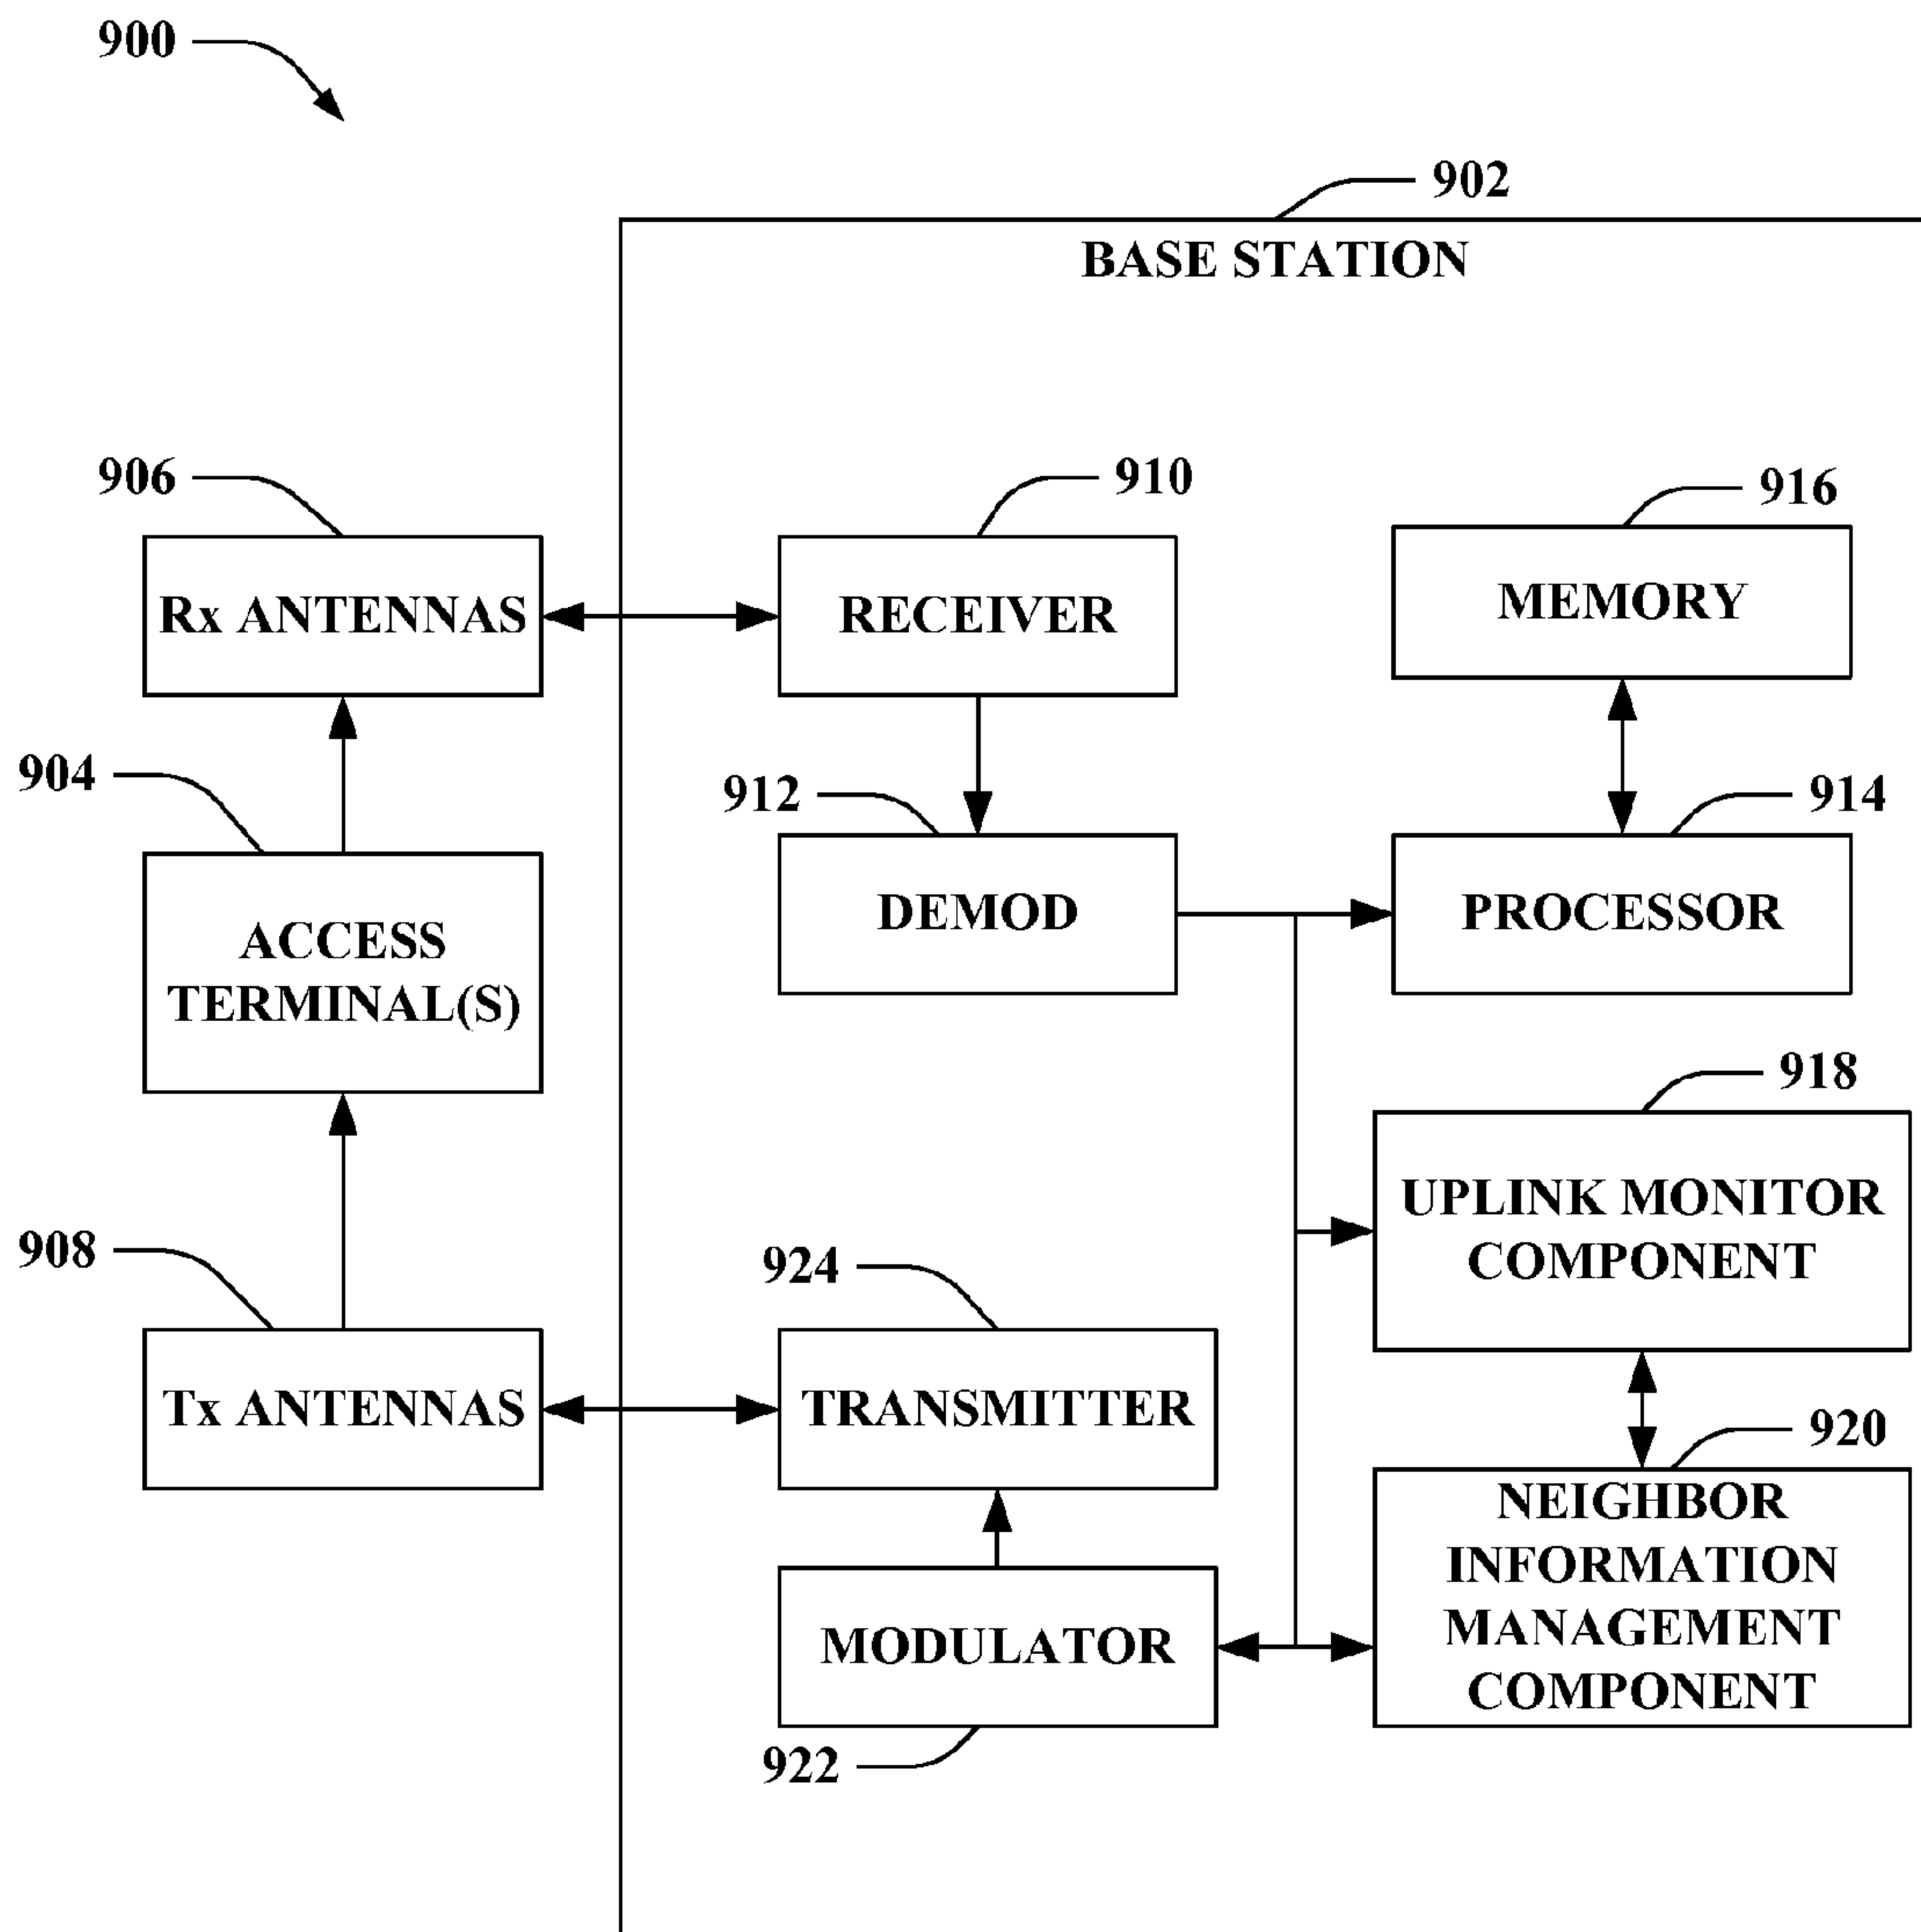 900
902
BASE STATION
906
910
916
Rx ANTENNAS
RECEIVER
MEMORY
904
912
914
ACCESS
TERMINAL(S)
DEMOD
PROCESSOR
918
908
924
UPLINK MONITOR
COMPONENT
Tx ANTENNAS
TRANSMITTER
920
MODULATOR
NEIGHBOR
INFORMATION
MANAGEMENT
COMPONENT
922